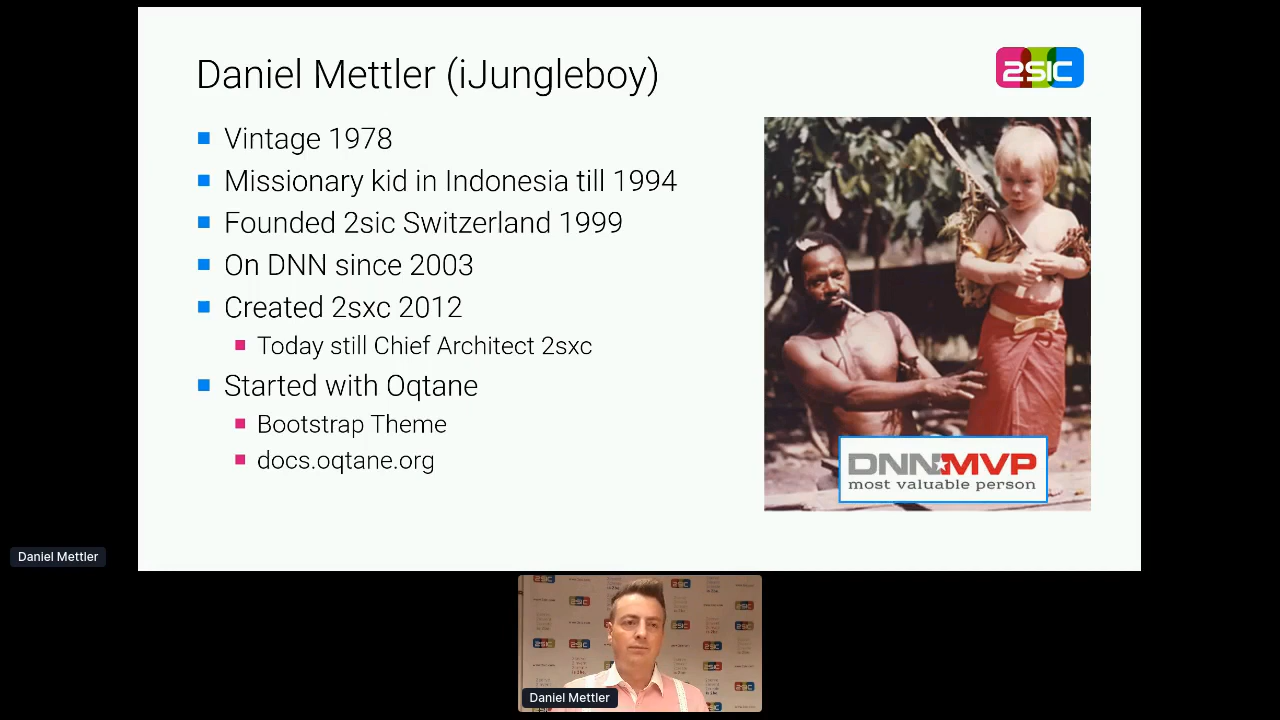 Daniel Mettler (iJungleboy)
2sic
Vintage 1978
Missionary kid in Indonesia till 1994
Founded 2sic Switzerland 1999
On DNN since 2003
Created 2sxc 2012
Today still Chief Architect 2sxc
Started with Oqtane
Bootstrap Theme
docs.oqtane.org
DNN MVP
most valuable person
Daniel Mettler
Daniel Mettler